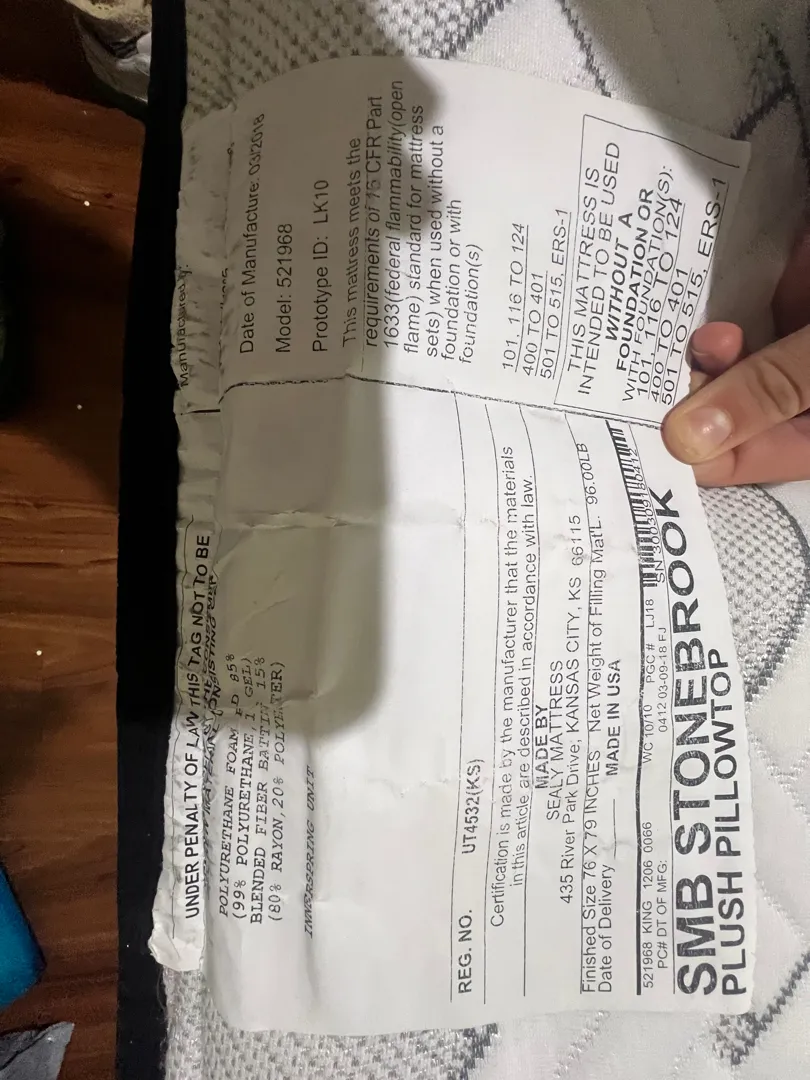 UNDER PENALTY OF LAW THIS TAG NOT TO BE
POLYURETHANE FOAM 85%
(99% POLYURETHANE, 1 GEL)
BLENDED FIBER BATTIN 15%
(80% RAYON, 20% POLYESTER)
INNERSPRING UNIT
REG. NO. UT4532(KS)
Certification is made by the manufacturer that the materials
in this article are described in accordance with law.
MADE BY
SEALY MATTRESS
435 River Park Drive, KANSAS CITY, KS 66115
Finished Size 76 X 79 INCHES Net Weight of Filling Mat'L. 96.00LB
Date of Delivery MADE IN USA
521968 KING 1206 0066 WC 10/10 PGC # LJ18
PC# DT OF MFG: 0412 03-09-18 FJ
SMB STONEBROOK
PLUSH PILLOWTOP
Manufactured by:
Date of Manufacture: 03/2018
Model: 521968
Prototype ID: LK10
This mattress meets the
requirements of 16 CFR Part
1633(federal flammability(open
flame) standard for mattress
sets) when used without a
foundation or with
foundation(s)
101, 116 TO 124
400 TO 401
501 TO 515, ERS-1
THIS MATTRESS IS
INTENDED TO BE USED
WITHOUT A
FOUNDATION OR
WITH FOUNDATION(S):
101, 116 TO 124
400 TO 401
501 TO 515, ERS-1